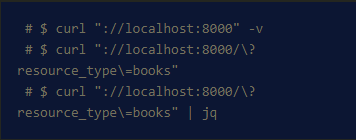 # $ curl "://localhost:8000" -v
# $ curl "://localhost:8000/\?
resource_type\=books"
# $ curl "://localhost:8000/\?
resource_type\=books" | jq